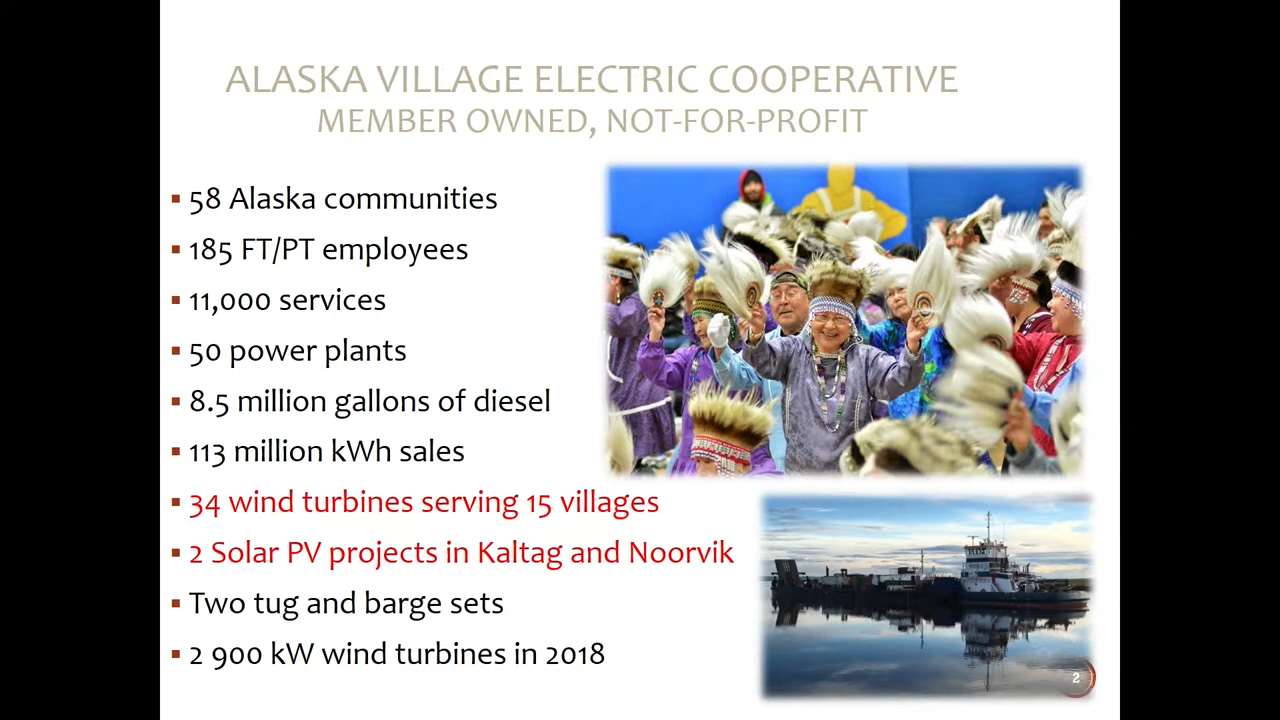 ALASKA VILLAGE ELECTRIC COOPERATIVE
MEMBER OWNED, NOT-FOR-PROFIT
▪ 58 Alaska communities
▪ 185 FT/PT employees
▪ 11,000 services
▪ 50 power plants
▪ 8.5 million gallons of diesel
▪ 113 million kWh sales
▪ 34 wind turbines serving 15 villages
▪ 2 Solar PV projects in Kaltag and Noorvik
▪ Two tug and barge sets
▪ 2 900 kW wind turbines in 2018
2